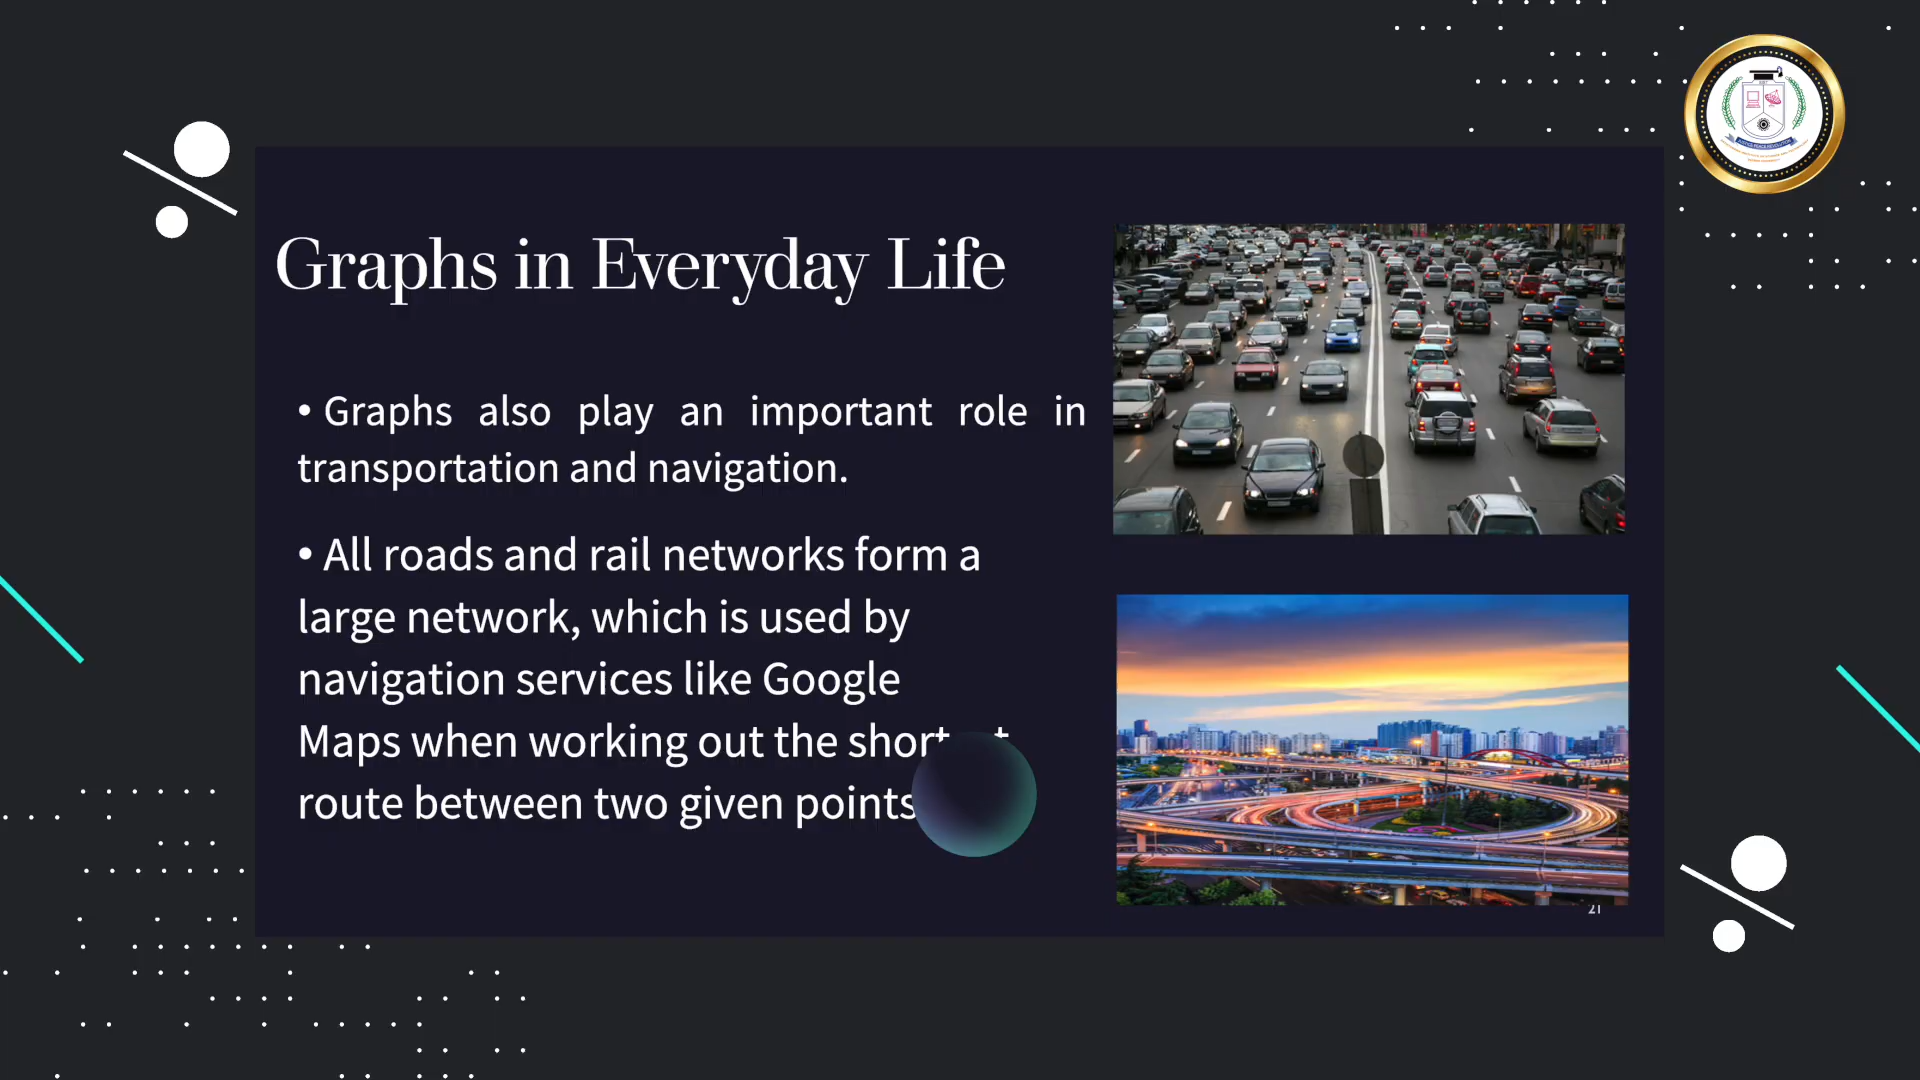 Graphs in Everyday Life
• Graphs also play an important role in
transportation and navigation.
• All roads and rail networks form a
large network, which is used by
navigation services like Google
Maps when working out the
route between two given points
21